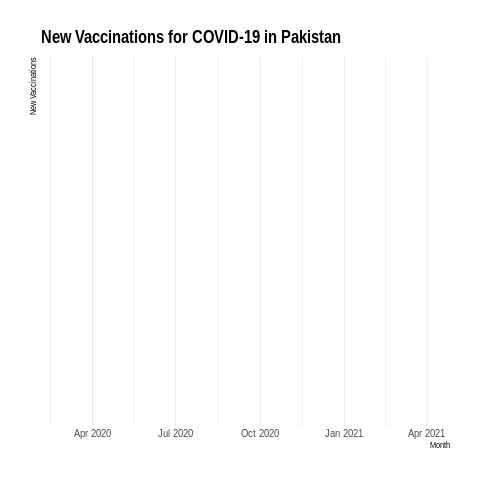 New Vaccinations for COVID-19 in Pakistan
New Vaccinations
Apr 2020 Jul 2020 Oct 2020 Jan 2021 Apr 2021
Month